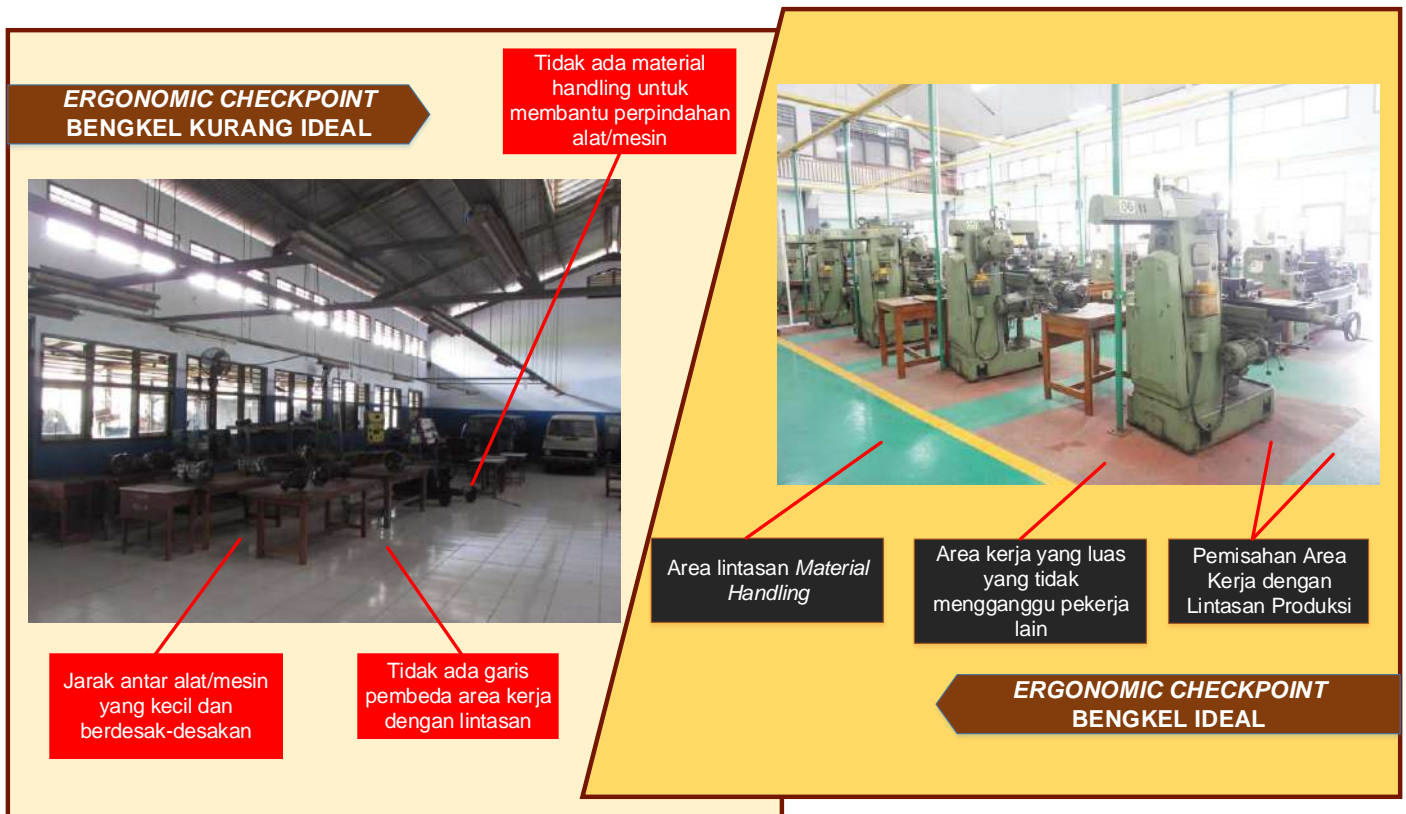 ERGONOMIC CHECKPOINT
BENGKEL KURANG IDEAL
Tidak ada material
handling untuk
membantu perpindahan
alat/mesin
Jarak antar alat/mesin
yang kecil dan
berdesak-desakan
Tidak ada garis
pembeda area kerja
dengan lintasan
06
Area lintasan Material
Handling
Area kerja yang luas
yang tidak
mengganggu pekerja
lain
Pemisahan Area
Kerja dengan
Lintasan Produksi
ERGONOMIC CHECKPOINT
BENGKEL IDEAL